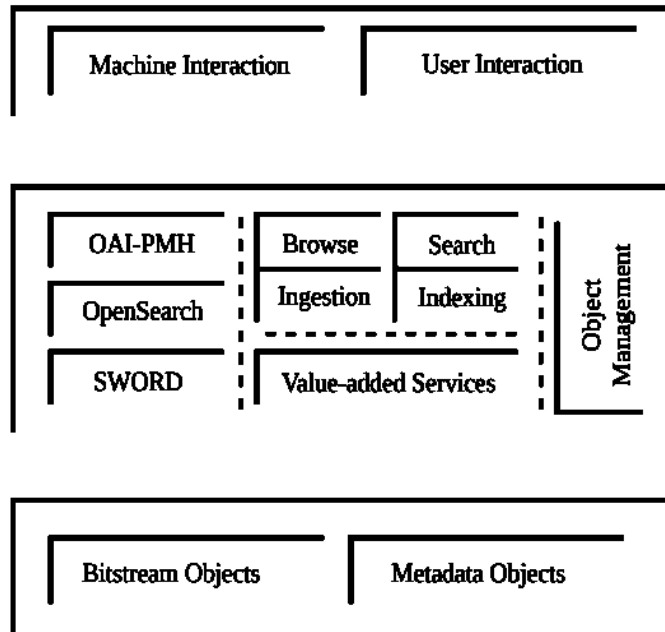 Machine Interaction
User Interaction
OAI-PMH
OpenSearch
SWORD
Browse
Search
Ingestion
Indexing
Value-added Services
Object
Management
Bitstream Objects
Metadata Objects